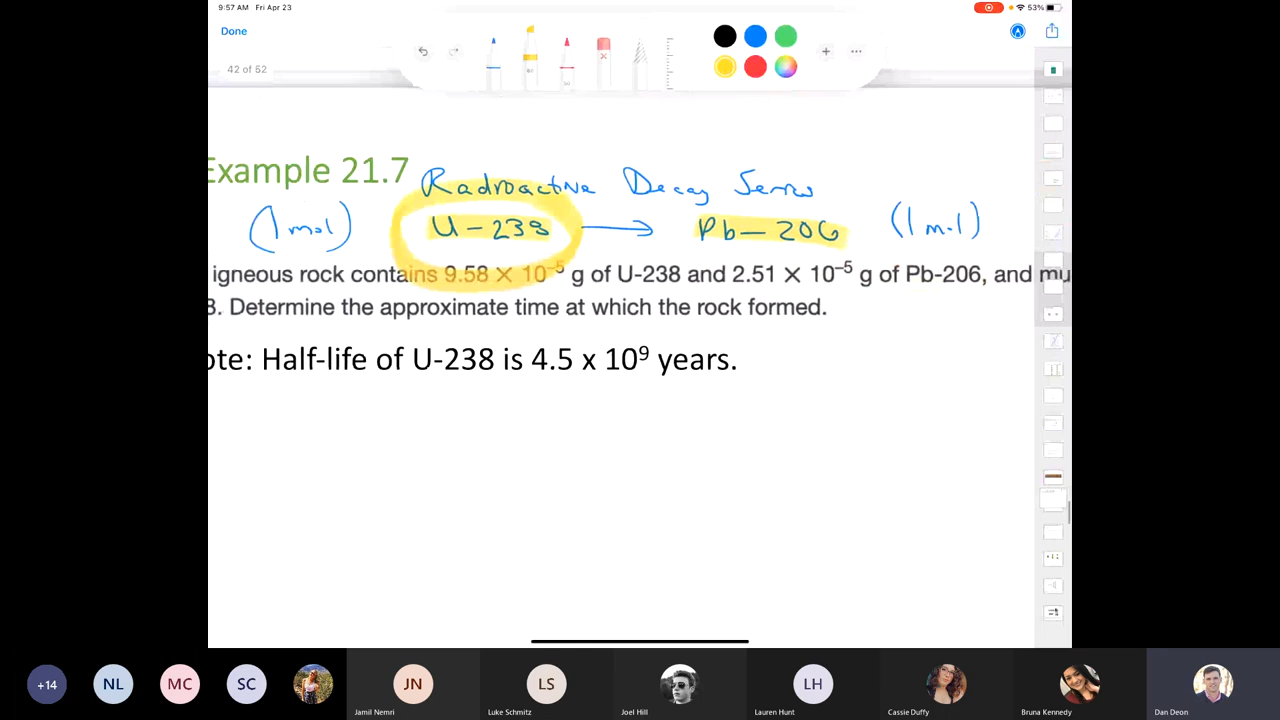 9:57 AM Fri Apr 23
53%
Done
42 of 62
Example 21.7
Radioactive Decay Series
(1 mol) U-238 → Pb-206 (1 mol)
igneous rock contains 9.58 × 10⁻⁵ g of U-238 and 2.51 × 10⁻⁵ g of Pb-206, and mu
8. Determine the approximate time at which the rock formed.
ote: Half-life of U-238 is 4.5 x 10⁹ years.
+14 NL MC SC JN LS LH
Jamil Nemri Luke Schmitz Joel Hill Lauren Hunt Cassie Duffy Bruna Kennedy Dan Deon